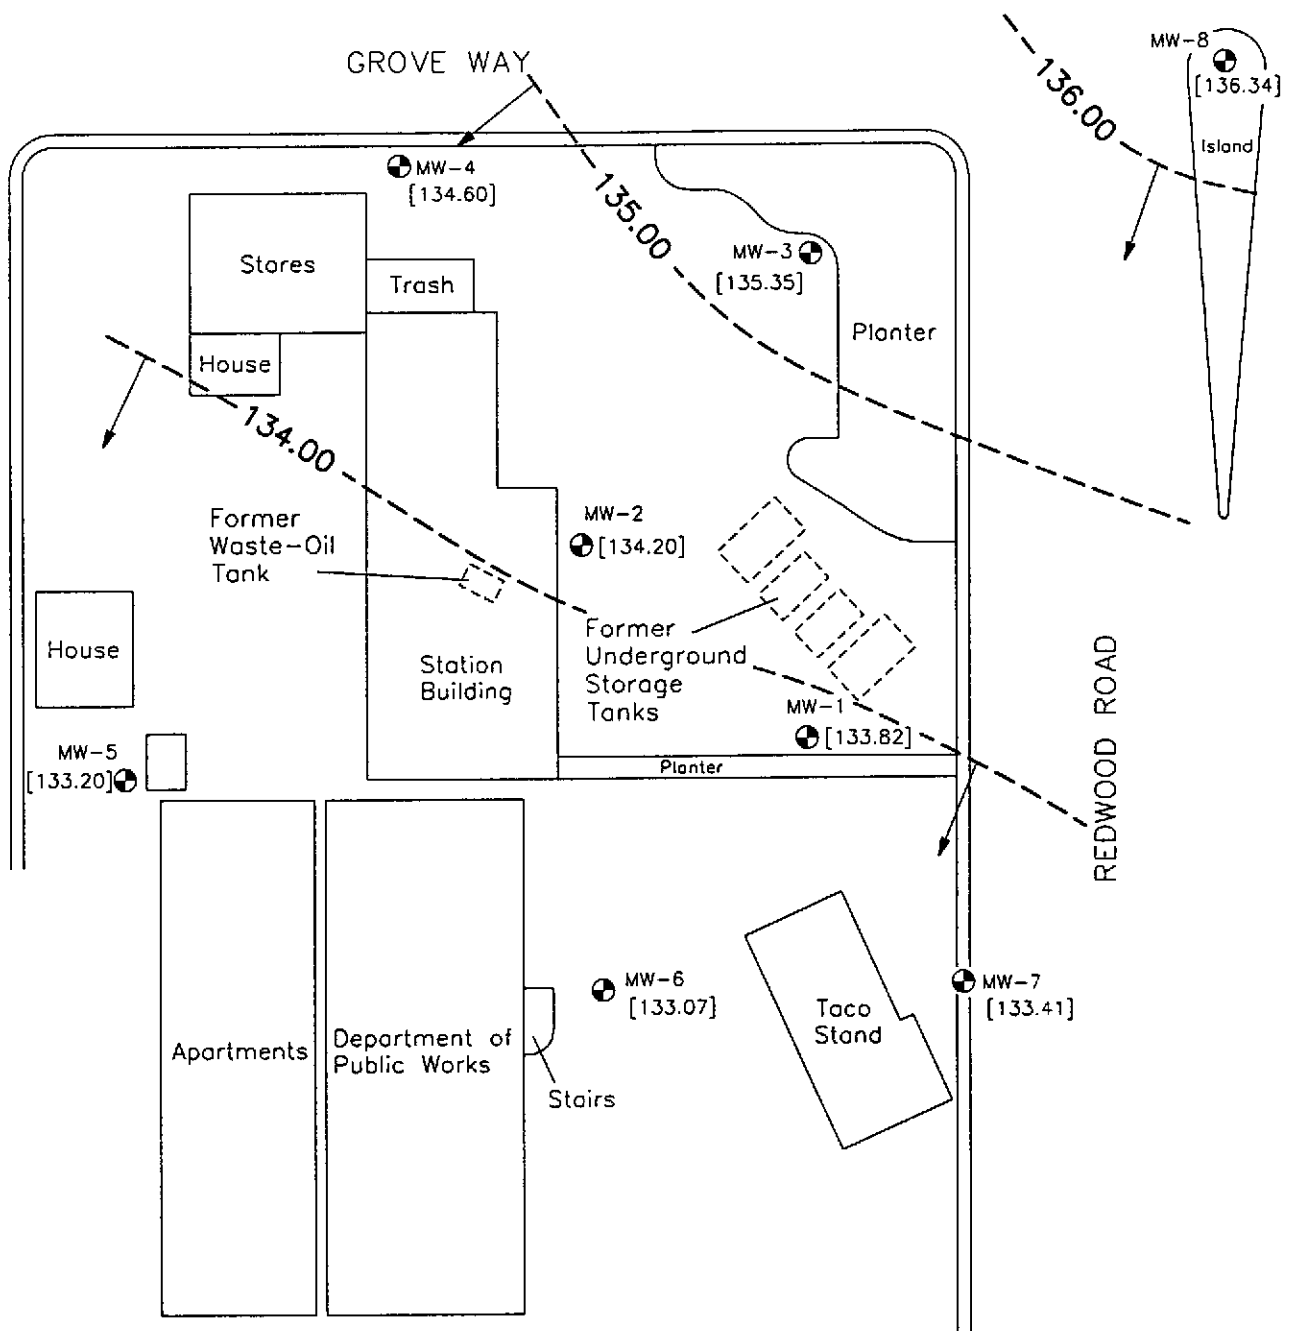 GROVE WAY
MW-8
[136.34]
136.00
Island
MW-4
[134.60]
135.00
MW-3
[135.35]
Stores
Trash
Planter
House
134.00
Former
Waste-Oil
Tank
MW-2
[134.20]
House
Station
Building
Former
Underground
Storage
Tanks
MW-1
[133.82]
REDWOOD ROAD
MW-5
[133.20]
Planter
MW-6
[133.07]
MW-7
[133.41]
Taco
Stand
Apartments
Department of
Public Works
Stairs